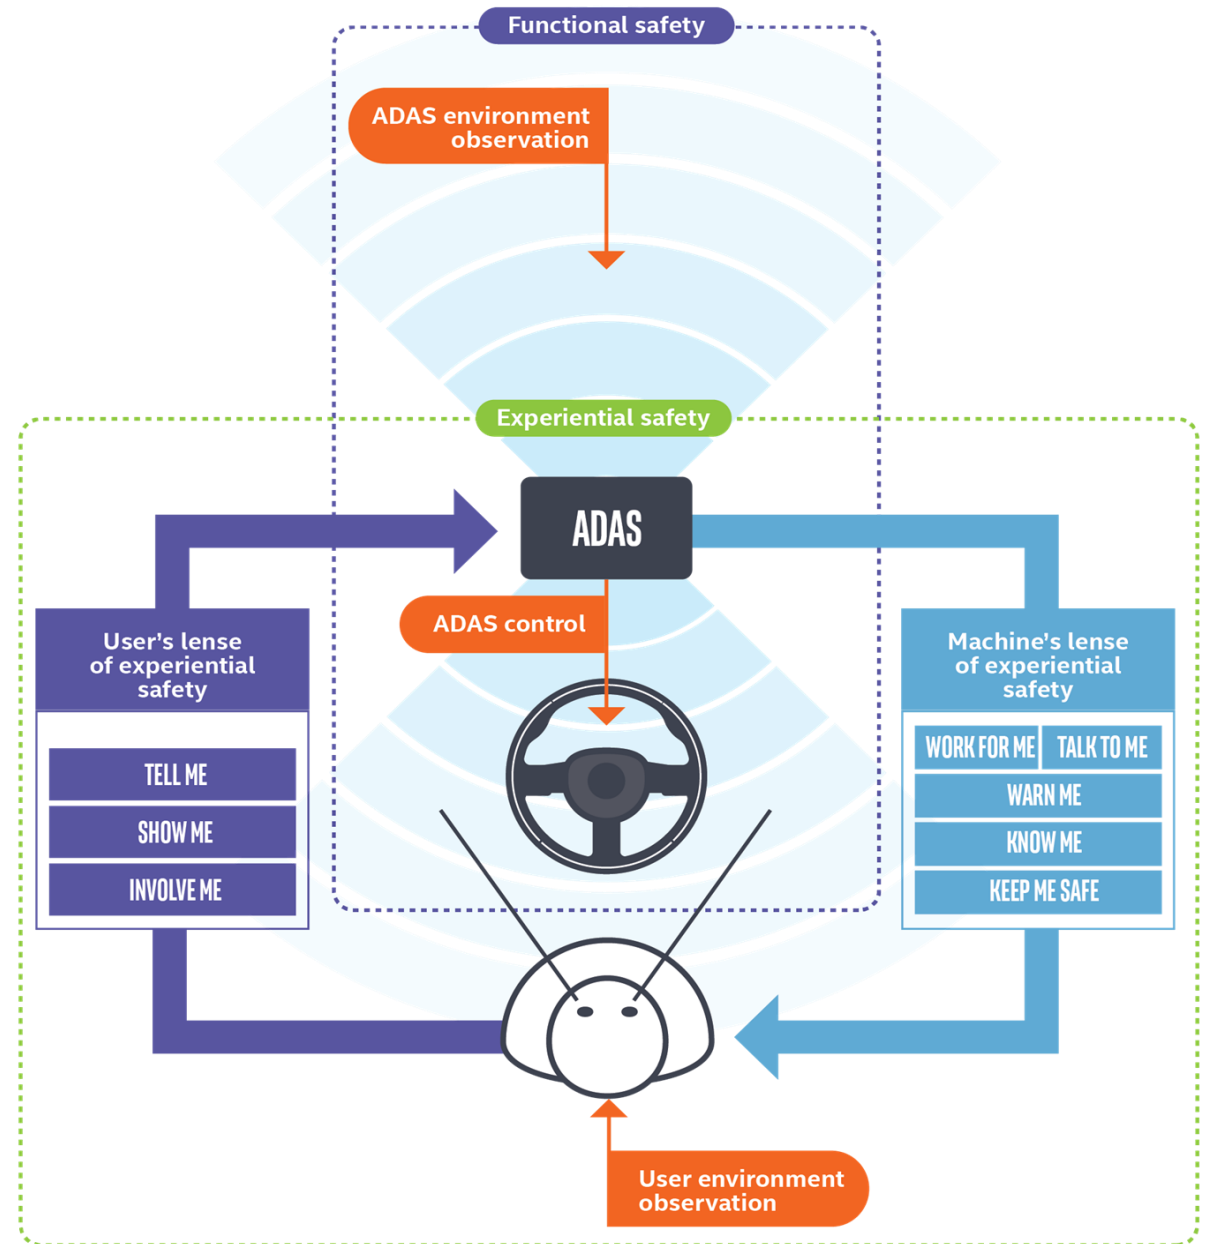 Functional safety
ADAS environment
observation
Experiential safety
ADAS
ADAS control
User's lense
of experiential
safety
TELL ME
SHOW ME
INVOLVE ME
Machine's lense
of experiential
safety
WORK FOR ME
TALK TO ME
WARN ME
KNOW ME
KEEP ME SAFE
User environment
observation